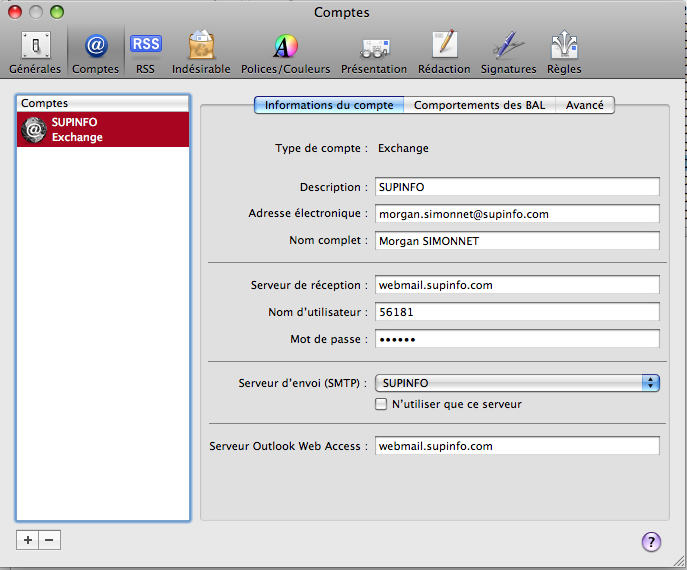 Comptes
Générales Comptes RSS Indésirable Polices/Couleurs Présentation Rédaction Signatures Règles
RSS
Comptes
SUPINFO
Exchange
Informations du compte Comportements des BAL Avancé
Type de compte : Exchange
Description : SUPINFO
Adresse électronique : morgan.simonnet@supinfo.com
Nom complet : Morgan SIMONNET
Serveur de réception : webmail.supinfo.com
Nom d'utilisateur : 56181
Mot de passe : ••••••
Serveur d'envoi (SMTP) : SUPINFO
N'utiliser que ce serveur
Serveur Outlook Web Access : webmail.supinfo.com
+ − ?